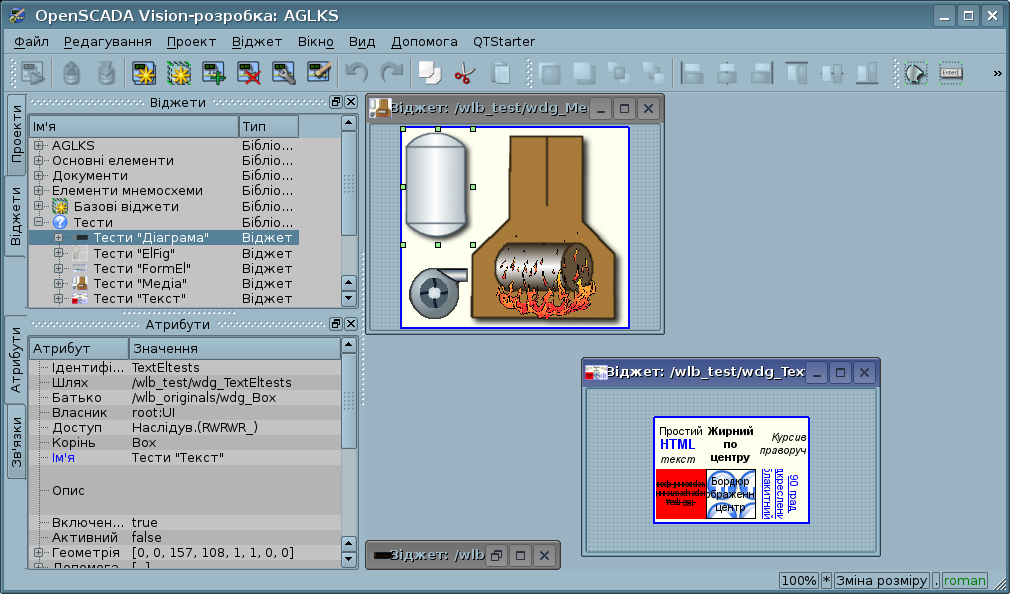 OpenSCADA Vision-розробка: AGLKS
Файл Редагування Проект Віджет Вікно Вид Допомога QTStarter
Enter
»
Проекти
Віджети
Віджети
Ім'я Тип
AGLKS Бібліо...
Основні елементи Бібліо...
Документи Бібліо...
Елементи мнемосхеми Бібліо...
Базові віджети Бібліо...
Тести Бібліо...
Тести "Діаграма" Віджет
Тести "ElFig" Віджет
Тести "FormEl" Віджет
Тести "Медіа" Віджет
Тести "Текст" Віджет
Атрибути
Зв'язки
Атрибути
Атрибут Значення
Ідентифі... TextEltests
Шлях /wlb_test/wdg_TextEltests
Батько /wlb_originals/wdg_Box
Власник root:UI
Доступ Наслідув.(RWRWR_)
Корінь Box
Ім'я Тести "Текст"
Опис
Включен... true
Активний false
Геометрія [0, 0, 157, 108, 1, 1, 0, 0]
Допомога [..]
Віджет: /wlb_test/wdg_Me
Віджет: /wlb_test/wdg_Tex
Простий
HTML
текст
Жирний
по
центру
Курсив
праворуч
Бордюр
ображенн
центр
90 град.
Віджет: /wlb
100% * Зміна розміру . roman